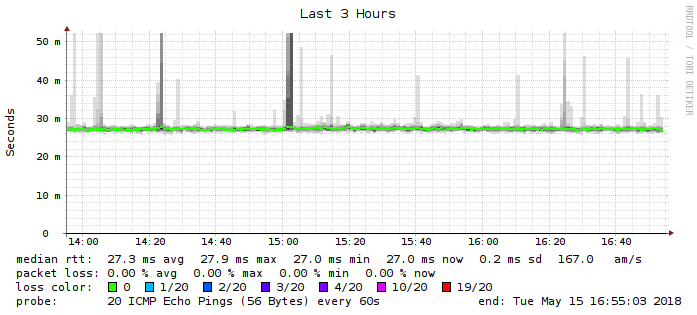 Last 3 Hours
RRDTOOL / TOBI OETIKER
Seconds
50 m
40 m
30 m
20 m
10 m
0
14:00 14:20 14:40 15:00 15:20 15:40 16:00 16:20 16:40
median rtt: 27.3 ms avg 27.9 ms max 27.0 ms min 27.0 ms now 0.2 ms sd 167.0 am/s
packet loss: 0.00 % avg 0.00 % max 0.00 % min 0.00 % now
loss color: 0 1/20 2/20 3/20 4/20 10/20 19/20
probe: 20 ICMP Echo Pings (56 Bytes) every 60s end: Tue May 15 16:55:03 2018